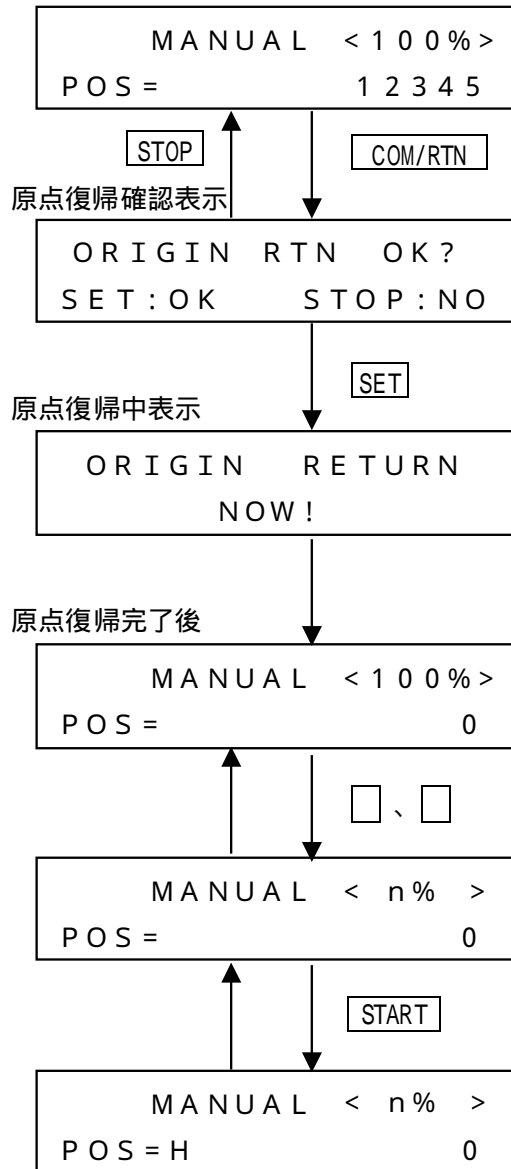 MANUAL <100%>
POS= 12345
STOP COM/RTN
原点復帰確認表示
ORIGIN RTN OK?
SET:OK STOP:NO
SET
原点復帰中表示
ORIGIN RETURN
NOW!
原点復帰完了後
MANUAL <100%>
POS= 0
□、□
MANUAL < n% >
POS= 0
START
MANUAL < n% >
POS=H 0